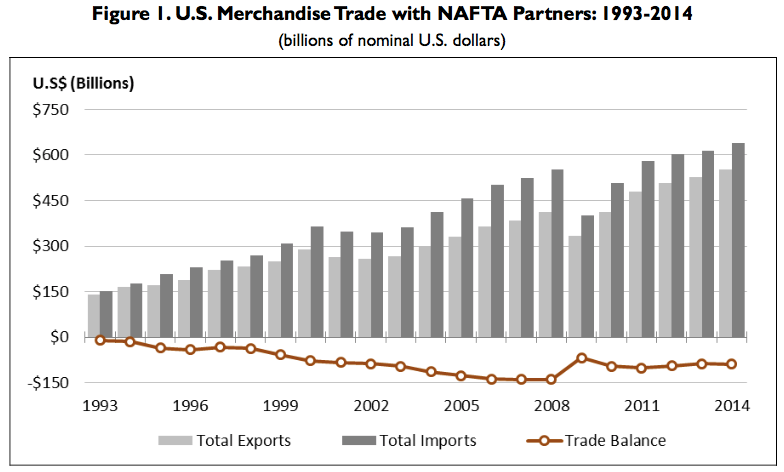 Figure 1. U.S. Merchandise Trade with NAFTA Partners: 1993-2014
(billions of nominal U.S. dollars)
U.S$ (Billions)
$750
$600
$450
$300
$150
$0
-$150
1993 1996 1999 2002 2005 2008 2011 2014
Total Exports Total Imports Trade Balance